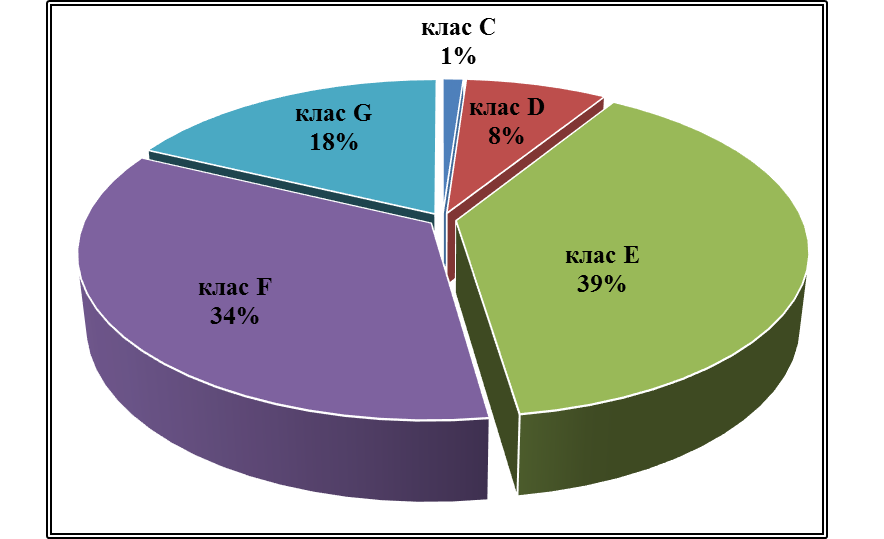 клас C
1%
клас D
8%
клас G
18%
клас E
39%
клас F
34%